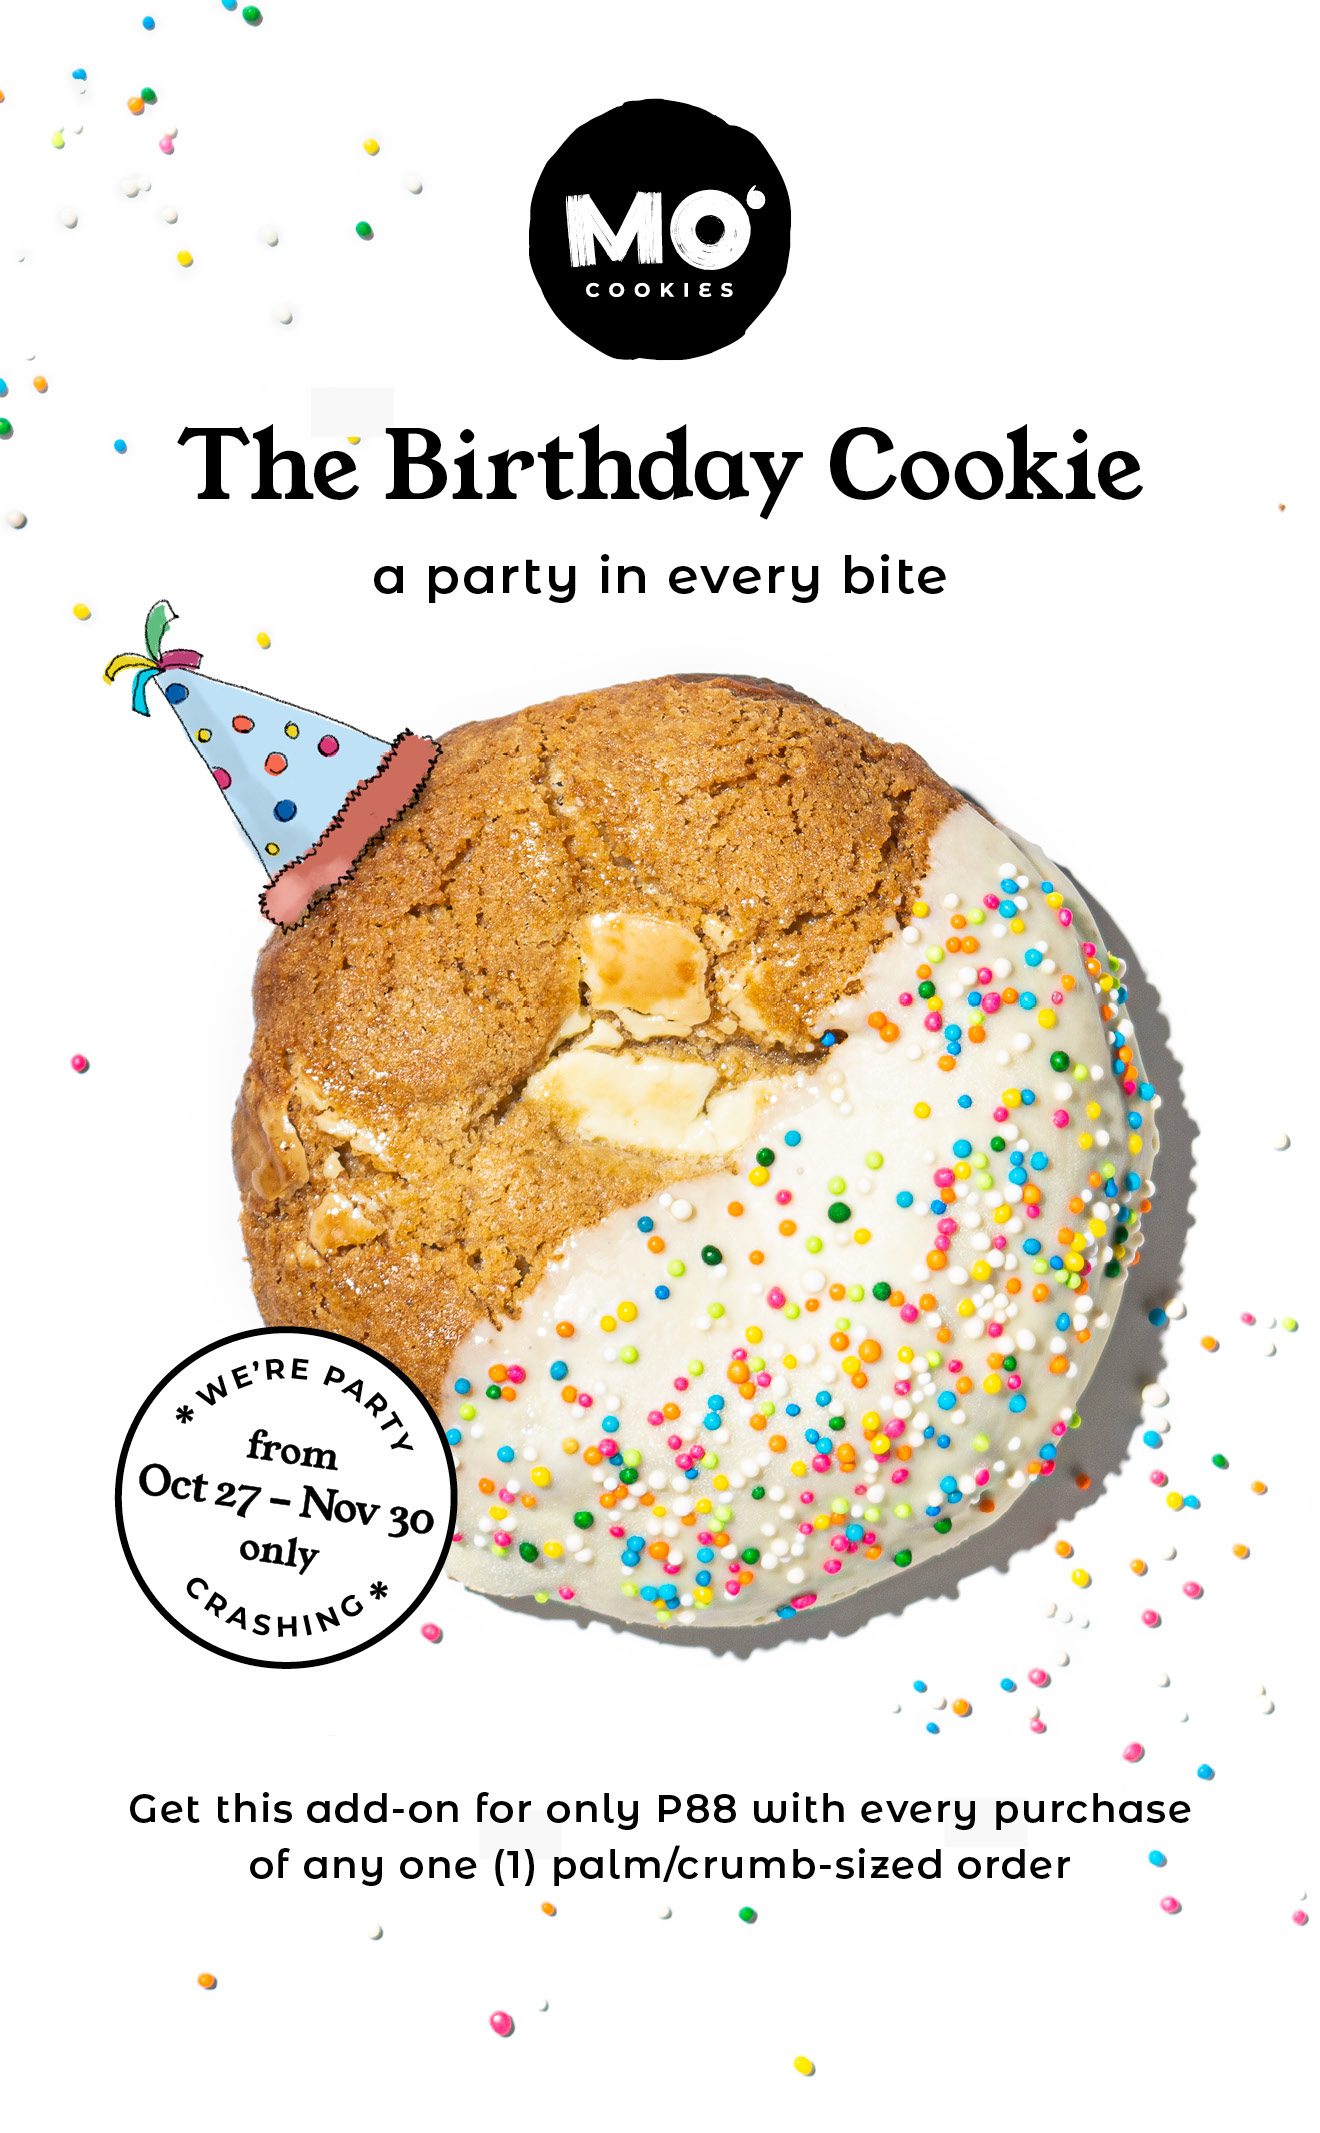 MO'
COOKIES
The Birthday Cookie
a party in every bite
*WE'RE PARTY
from
Oct 27 – Nov 30
only
CRASHING*
Get this add-on for only P88 with every purchase
of any one (1) palm/crumb-sized order